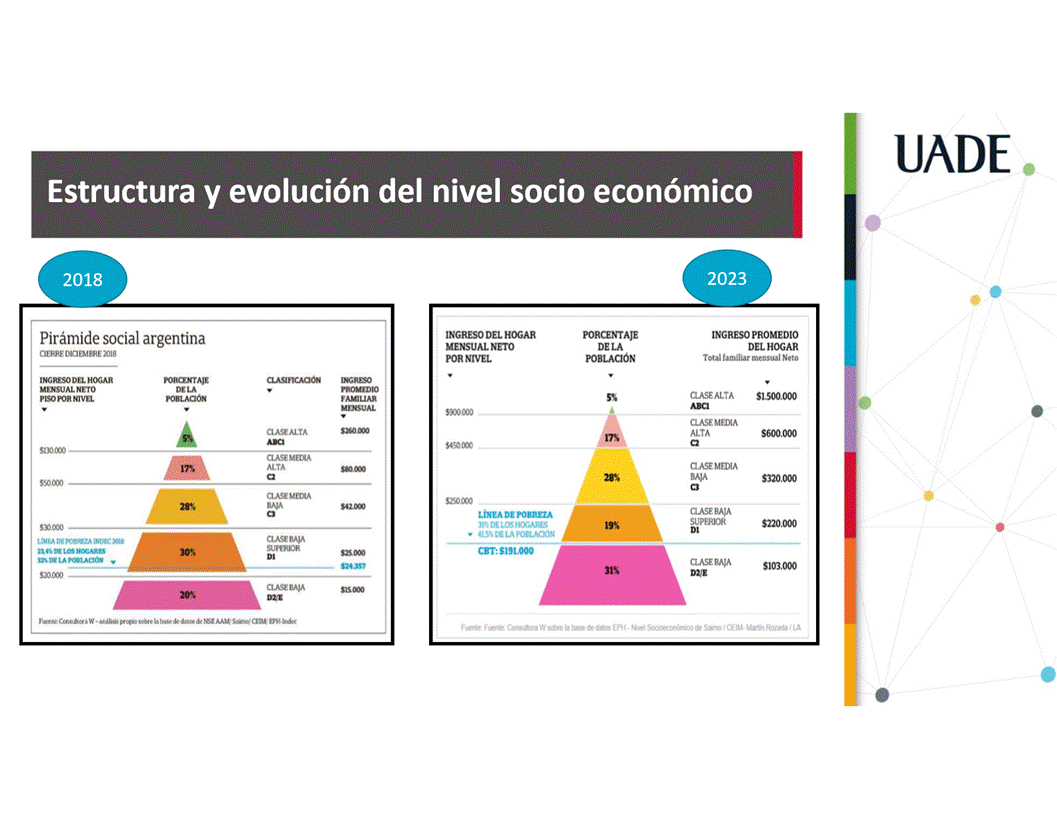 UADE
Estructura y evolución del nivel socio económico
2018
Pirámide social argentina
CIERRE DICIEMBRE 2018
INGRESO DEL HOGAR
MENSUAL NETO
PISO POR NIVEL
PORCENTAJE
DE LA
POBLACIÓN
CLASIFICACIÓN
INGRESO
PROMEDIO
FAMILIAR
MENSUAL
5%
CLASE ALTA
ABC1
$260.000
$130.000
17%
CLASE MEDIA
ALTA
C2
$80.000
$50.000
28%
CLASE MEDIA
BAJA
C3
$42.000
$30.000
LÍNEA DE POBREZA INDEC 2018
23,4% DE LOS HOGARES
32% DE LA POBLACIÓN
30%
CLASE BAJA
SUPERIOR
D1
$25.000
$24.357
$20.000
20%
CLASE BAJA
D2/E
$15.000
Fuente: Consultora W - análisis propio sobre la base de datos de NSE AAM/ Saimo/ CEIM/ EPH-Indec
2023
INGRESO DEL HOGAR
MENSUAL NETO
POR NIVEL
PORCENTAJE
DE LA
POBLACIÓN
INGRESO PROMEDIO
DEL HOGAR
Total familiar mensual Neto
5%
CLASE ALTA
ABC1
$1.500.000
$900.000
17%
CLASE MEDIA
ALTA
C2
$600.000
$450.000
28%
CLASE MEDIA
BAJA
C3
$320.000
$250.000
LÍNEA DE POBREZA
31% DE LOS HOGARES
41,5% DE LA POBLACIÓN
CBT: $191.000
19%
CLASE BAJA
SUPERIOR
D1
$220.000
31%
CLASE BAJA
D2/E
$103.000
Fuente: Fuente: Consultora W sobre la base de datos EPH - Nivel Socioeconómico de Saimo / CEIM- Martín Rozada / LA